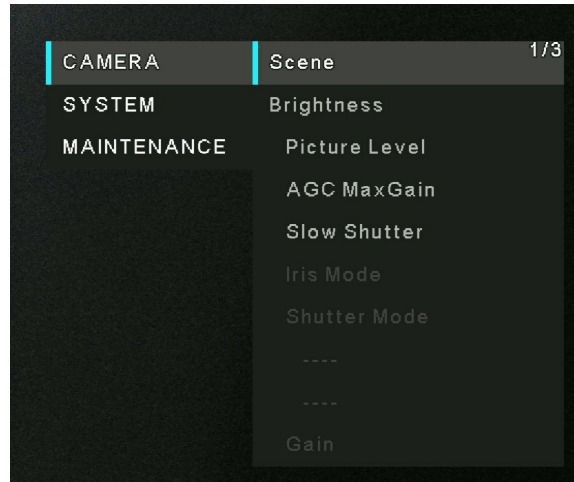 CAMERA
SYSTEM
MAINTENANCE
1/3
Scene
Brightness
Picture Level
AGC MaxGain
Slow Shutter
Iris Mode
Shutter Mode
----
----
Gain